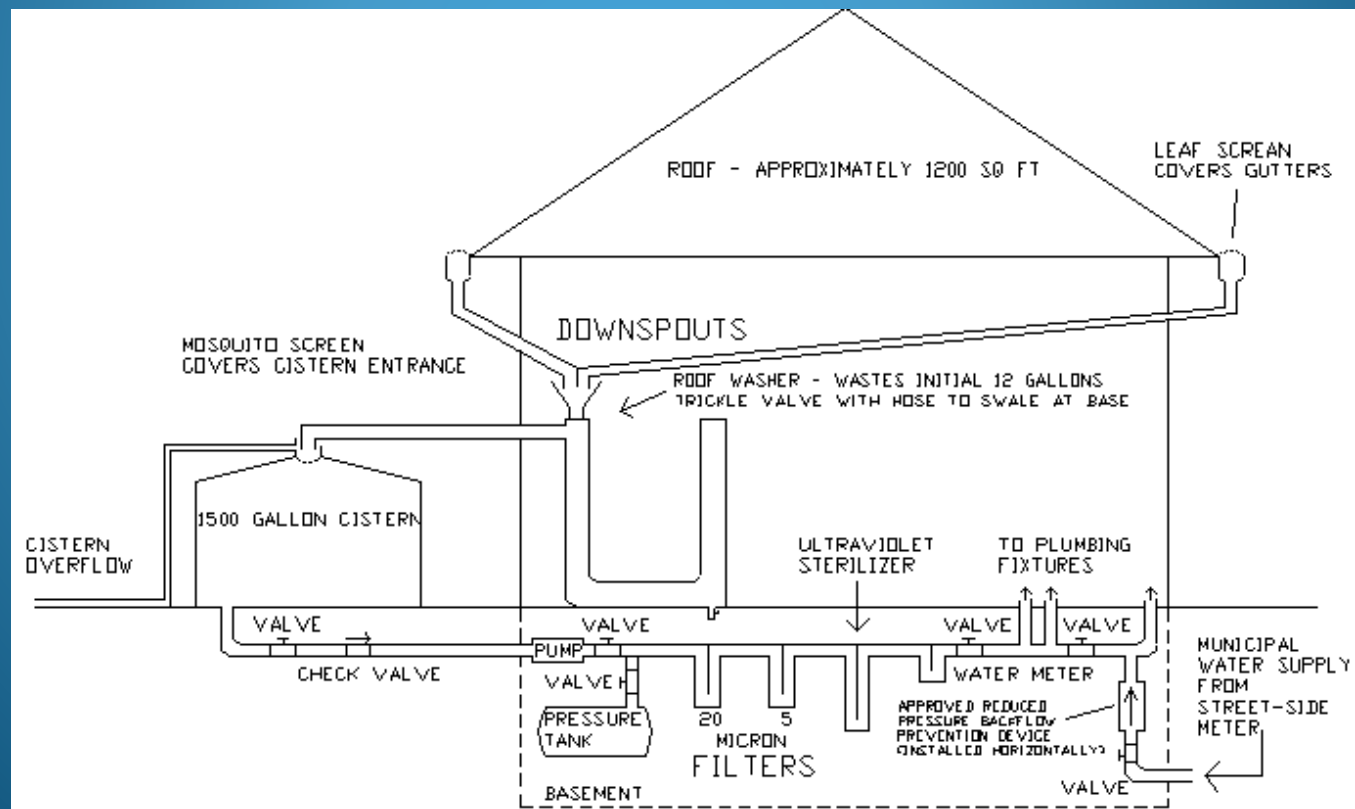 ROOF - APPROXIMATELY 1200 SQ FT
LEAF SCREAN
COVERS GUTTERS
DOWNSPOUTS
MOSQUITO SCREEN
COVERS CISTERN ENTRANCE
ROOF WASHER - WASTES INITIAL 12 GALLONS
TRICKLE VALVE WITH HOSE TO SWALE AT BASE
1500 GALLON CISTERN
CISTERN
OVERFLOW
ULTRAVIOLET
STERILIZER
TO PLUMBING
FIXTURES
VALVE
CHECK VALVE
PUMP
VALVE
VALVE
PRESSURE
TANK
20
5
MICRON
FILTERS
VALVE
WATER METER
VALVE
APPROVED REDUCED
PRESSURE BACKFLOW
PREVENTION DEVICE
(INSTALLED HORIZONTALLY)
MUNICIPAL
WATER SUPPLY
FROM
STREET-SIDE
METER
VALVE
BASEMENT